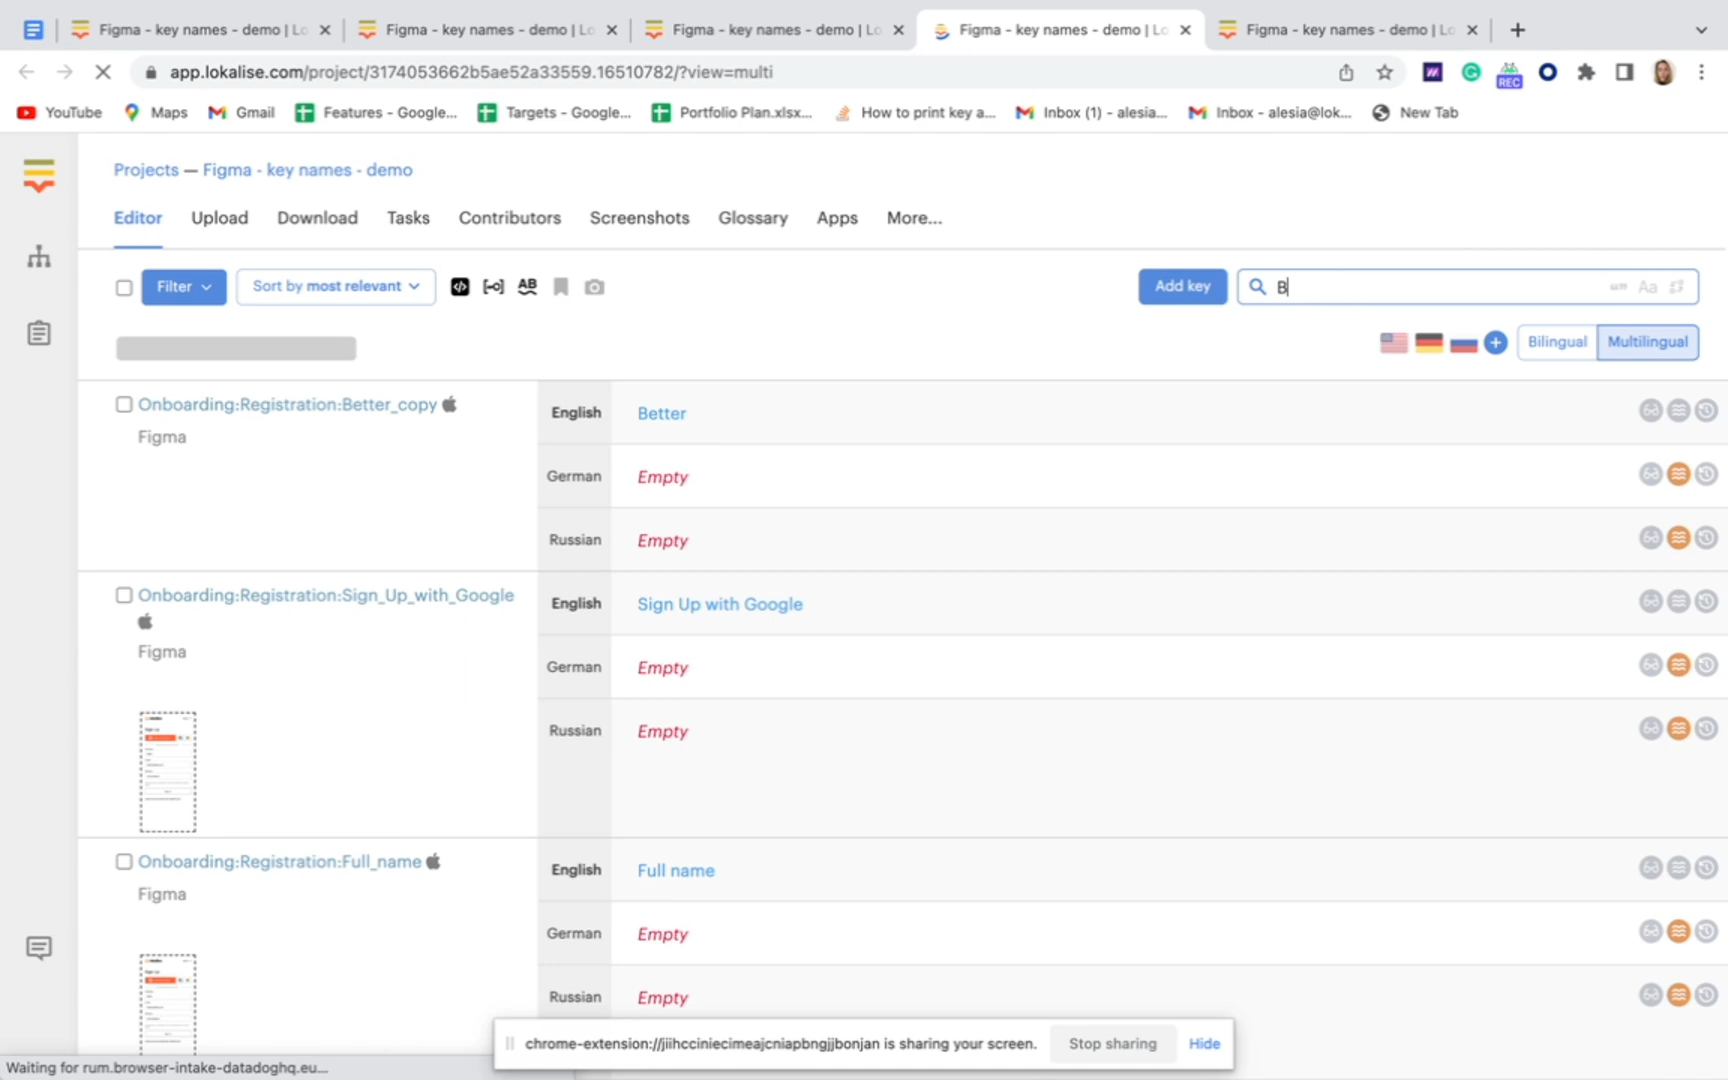 Figma - key names - demo | Lo
Figma - key names - demo | Lo
Figma - key names - demo | Lo
Figma - key names - demo | Lo
Figma - key names - demo | Lo
app.lokalise.com/project/3174053662b5ae52a33559.16510782/?view=multi
REC
YouTube
Maps
Gmail
Features - Google...
Targets - Google...
Portfolio Plan.xlsx...
How to print key a...
Inbox (1) - alesia...
Inbox - alesia@lok...
New Tab
Projects — Figma - key names - demo
Editor Upload Download Tasks Contributors Screenshots Glossary Apps More...
Filter
Sort by most relevant
AB
Add key
B
Aa
Bilingual
Multilingual
Onboarding:Registration:Better_copy
Figma
English Better
German Empty
Russian Empty
Onboarding:Registration:Sign_Up_with_Google
Figma
English Sign Up with Google
German Empty
Russian Empty
Onboarding:Registration:Full_name
Figma
English Full name
German Empty
Russian Empty
chrome-extension://jiihcciniecimeajcniapbngjjbonjan is sharing your screen.
Stop sharing
Hide
Waiting for rum.browser-intake-datadoghq.eu...